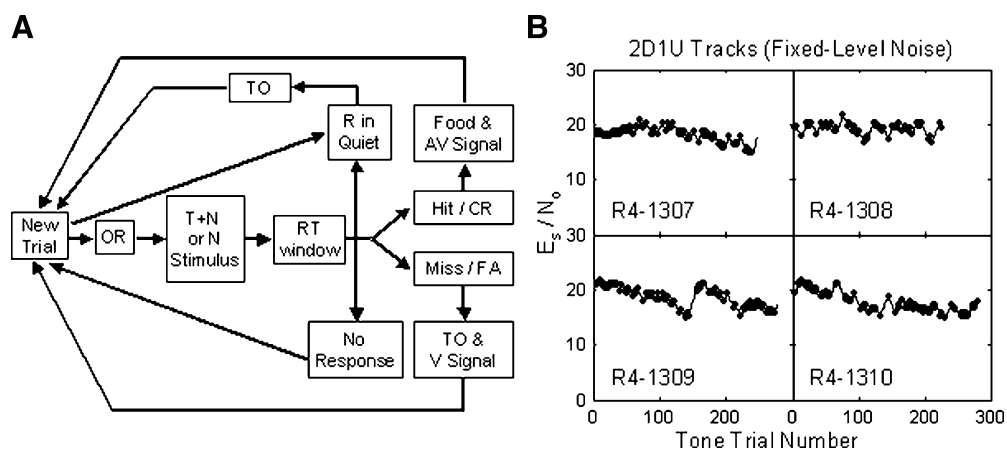 A
TO
R in
Quiet
Food &
AV Signal
New
Trial
OR
T+N
or N
Stimulus
RT
window
Hit / CR
Miss / FA
No
Response
TO &
V Signal
B
2D1U Tracks (Fixed-Level Noise)
30
20
10
R4-1307
R4-1308
Es / No
30
20
10
0
R4-1309
R4-1310
0
100
200
0
100
200
300
Tone Trial Number